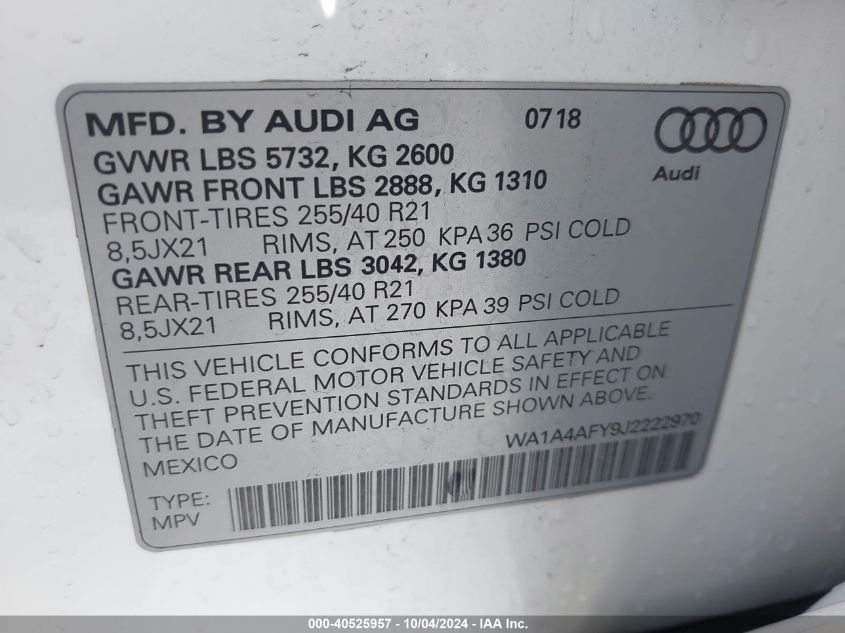 MFD. BY AUDI AG 0718
GVWR LBS 5732, KG 2600
Audi
GAWR FRONT LBS 2888, KG 1310
FRONT-TIRES 255/40 R21
8,5JX21 RIMS, AT 250 KPA 36 PSI COLD
GAWR REAR LBS 3042, KG 1380
REAR-TIRES 255/40 R21
8,5JX21 RIMS, AT 270 KPA 39 PSI COLD
THIS VEHICLE CONFORMS TO ALL APPLICABLE
U.S. FEDERAL MOTOR VEHICLE SAFETY AND
THEFT PREVENTION STANDARDS IN EFFECT ON
THE DATE OF MANUFACTURE SHOWN ABOVE.
MEXICO WA1A4AFY9J2222970
TYPE:
MPV
000-40525957 - 10/04/2024 - IAA Inc.